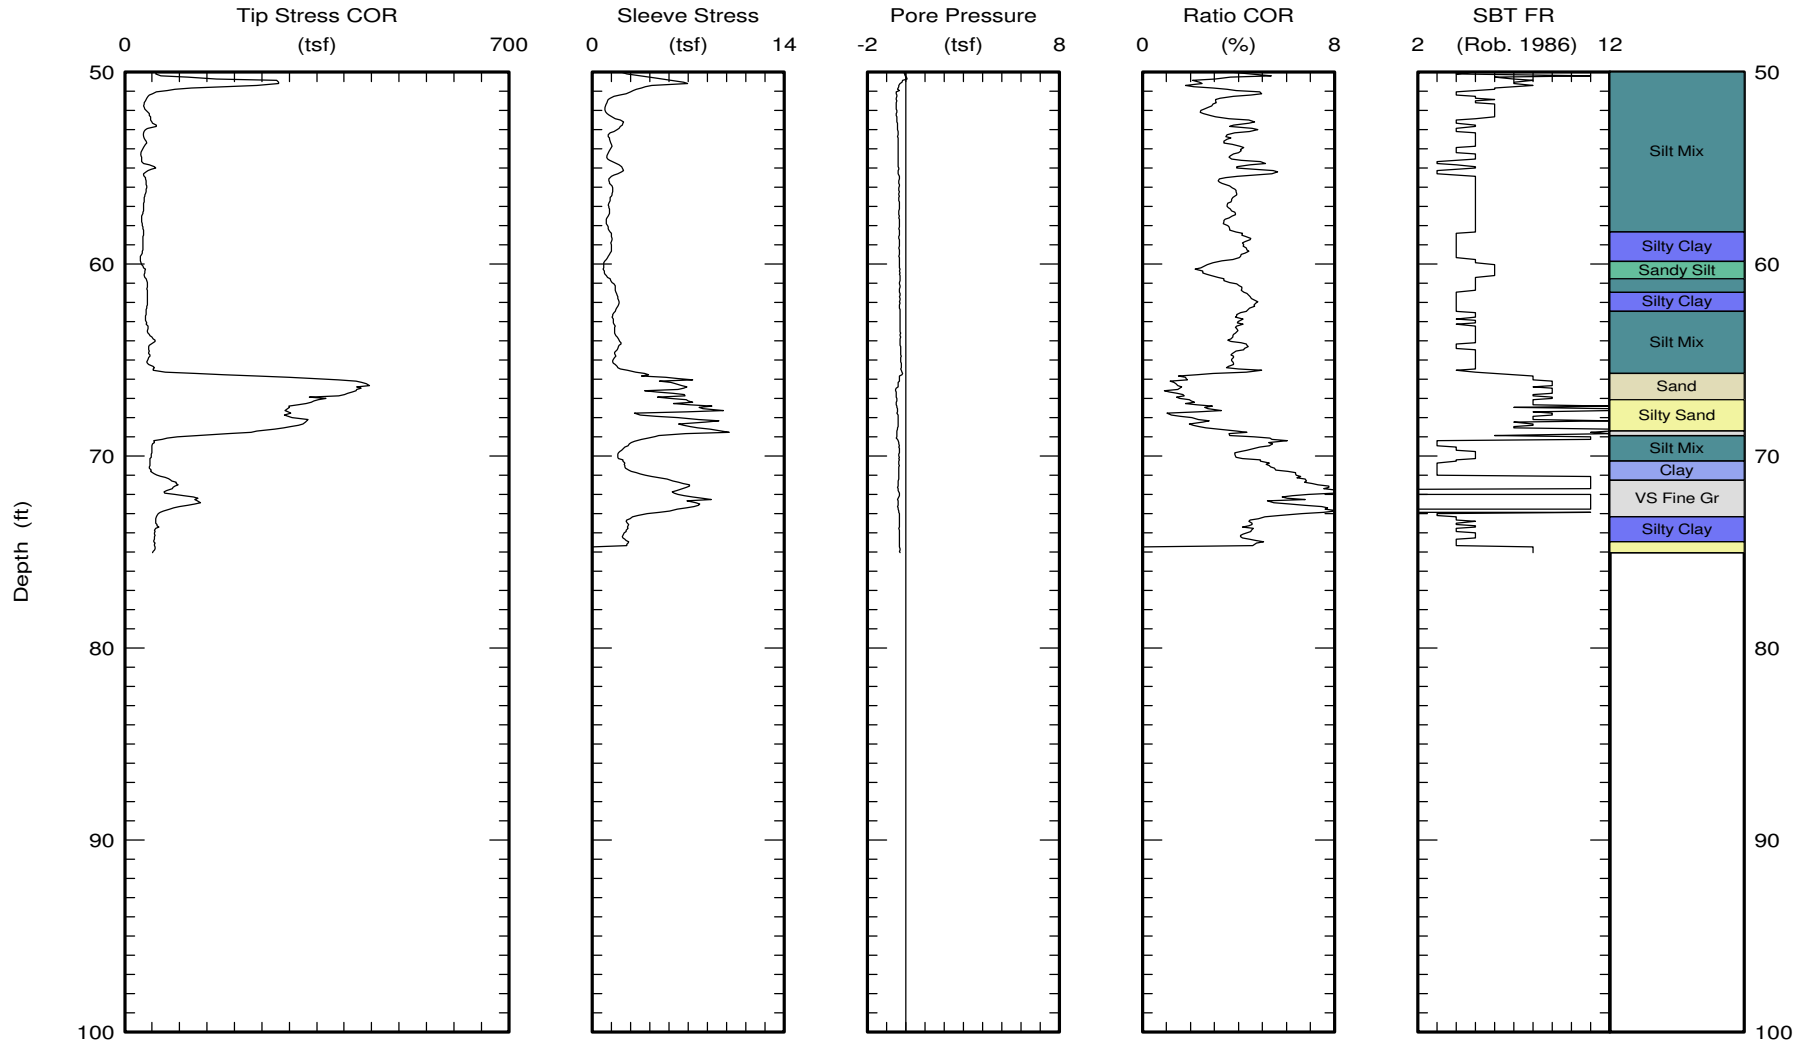 Tip Stress COR Sleeve Stress Pore Pressure Ratio COR SBT FR
0 (tsf) 700 0 (tsf) 14 -2 (tsf) 8 0 (%) 8 2 (Rob. 1986) 12
50 50
Silt Mix
Silty Clay
60 Sandy Silt 60
Silty Clay
Silt Mix
Sand
Silty Sand
70 Silt Mix 70
Clay
VS Fine Gr
Silty Clay
Depth (ft)
80 80
90 90
100 100